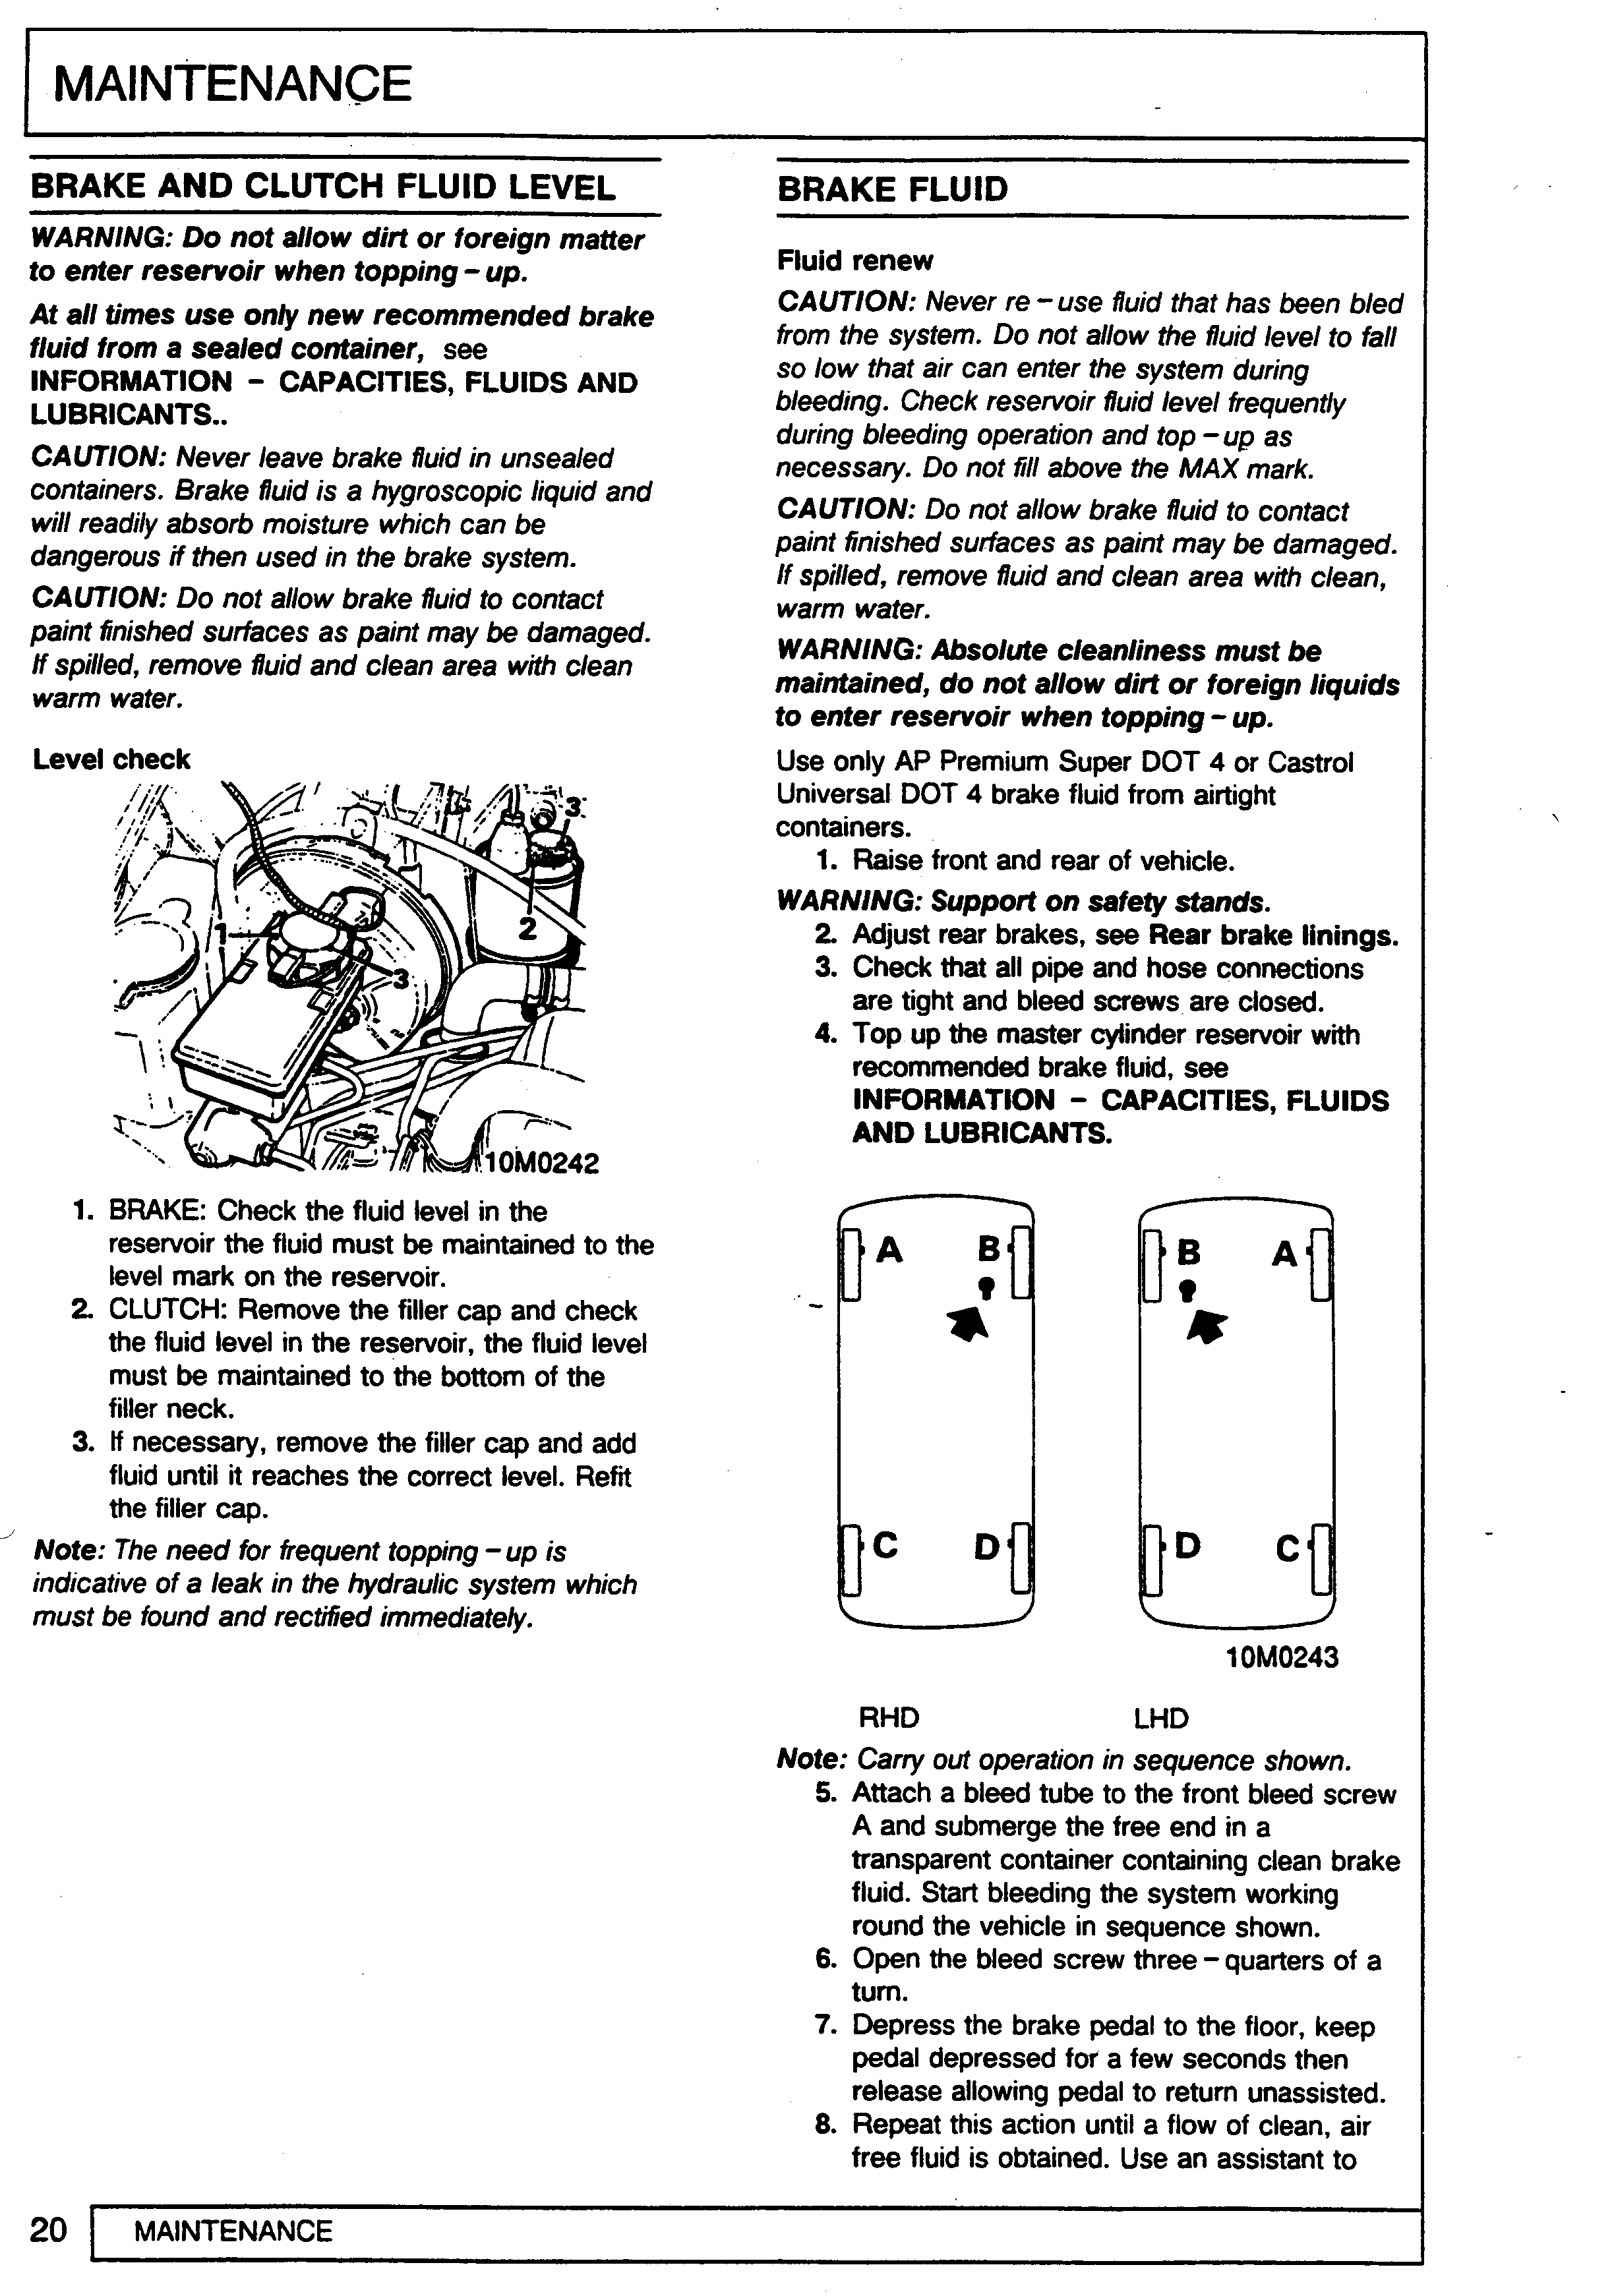 MAINTENANCE
BRAKE AND CLUTCH FLUID LEVEL
WARNING: Do not allow dirt or foreign matter
to enter reservoir when topping – up.
At all times use only new recommended brake
fluid from a sealed container, see
INFORMATION – CAPACITIES, FLUIDS AND
LUBRICANTS..
CAUTION: Never leave brake fluid in unsealed
containers. Brake fluid is a hygroscopic liquid and
will readily absorb moisture which can be
dangerous if then used in the brake system.
CAUTION: Do not allow brake fluid to contact
paint finished surfaces as paint may be damaged.
If spilled, remove fluid and clean area with clean
warm water.
Level check
3
1
2
3
10M0242
1. BRAKE: Check the fluid level in the
reservoir the fluid must be maintained to the
level mark on the reservoir.
2. CLUTCH: Remove the filler cap and check
the fluid level in the reservoir, the fluid level
must be maintained to the bottom of the
filler neck.
3. If necessary, remove the filler cap and add
fluid until it reaches the correct level. Refit
the filler cap.
Note: The need for frequent topping – up is
indicative of a leak in the hydraulic system which
must be found and rectified immediately.
BRAKE FLUID
Fluid renew
CAUTION: Never re – use fluid that has been bled
from the system. Do not allow the fluid level to fall
so low that air can enter the system during
bleeding. Check reservoir fluid level frequently
during bleeding operation and top – up as
necessary. Do not fill above the MAX mark.
CAUTION: Do not allow brake fluid to contact
paint finished surfaces as paint may be damaged.
If spilled, remove fluid and clean area with clean,
warm water.
WARNING: Absolute cleanliness must be
maintained, do not allow dirt or foreign liquids
to enter reservoir when topping – up.
Use only AP Premium Super DOT 4 or Castrol
Universal DOT 4 brake fluid from airtight
containers.
1. Raise front and rear of vehicle.
WARNING: Support on safety stands.
2. Adjust rear brakes, see Rear brake linings.
3. Check that all pipe and hose connections
are tight and bleed screws are closed.
4. Top up the master cylinder reservoir with
recommended brake fluid, see
INFORMATION – CAPACITIES, FLUIDS
AND LUBRICANTS.
A B B A
C D D C
10M0243
RHD LHD
Note: Carry out operation in sequence shown.
5. Attach a bleed tube to the front bleed screw
A and submerge the free end in a
transparent container containing clean brake
fluid. Start bleeding the system working
round the vehicle in sequence shown.
6. Open the bleed screw three – quarters of a
turn.
7. Depress the brake pedal to the floor, keep
pedal depressed for a few seconds then
release allowing pedal to return unassisted.
8. Repeat this action until a flow of clean, air
free fluid is obtained. Use an assistant to
20 MAINTENANCE